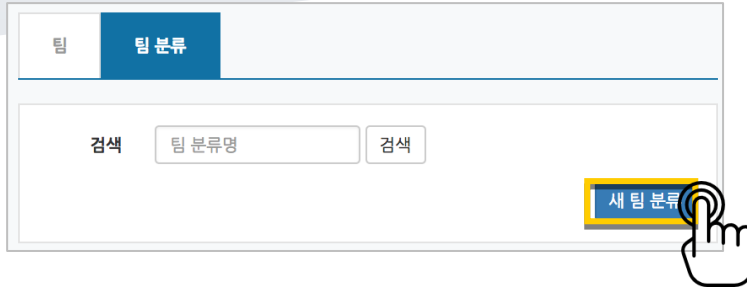 팀 팀 분류
검색 팀 분류명 검색
새 팀 분류